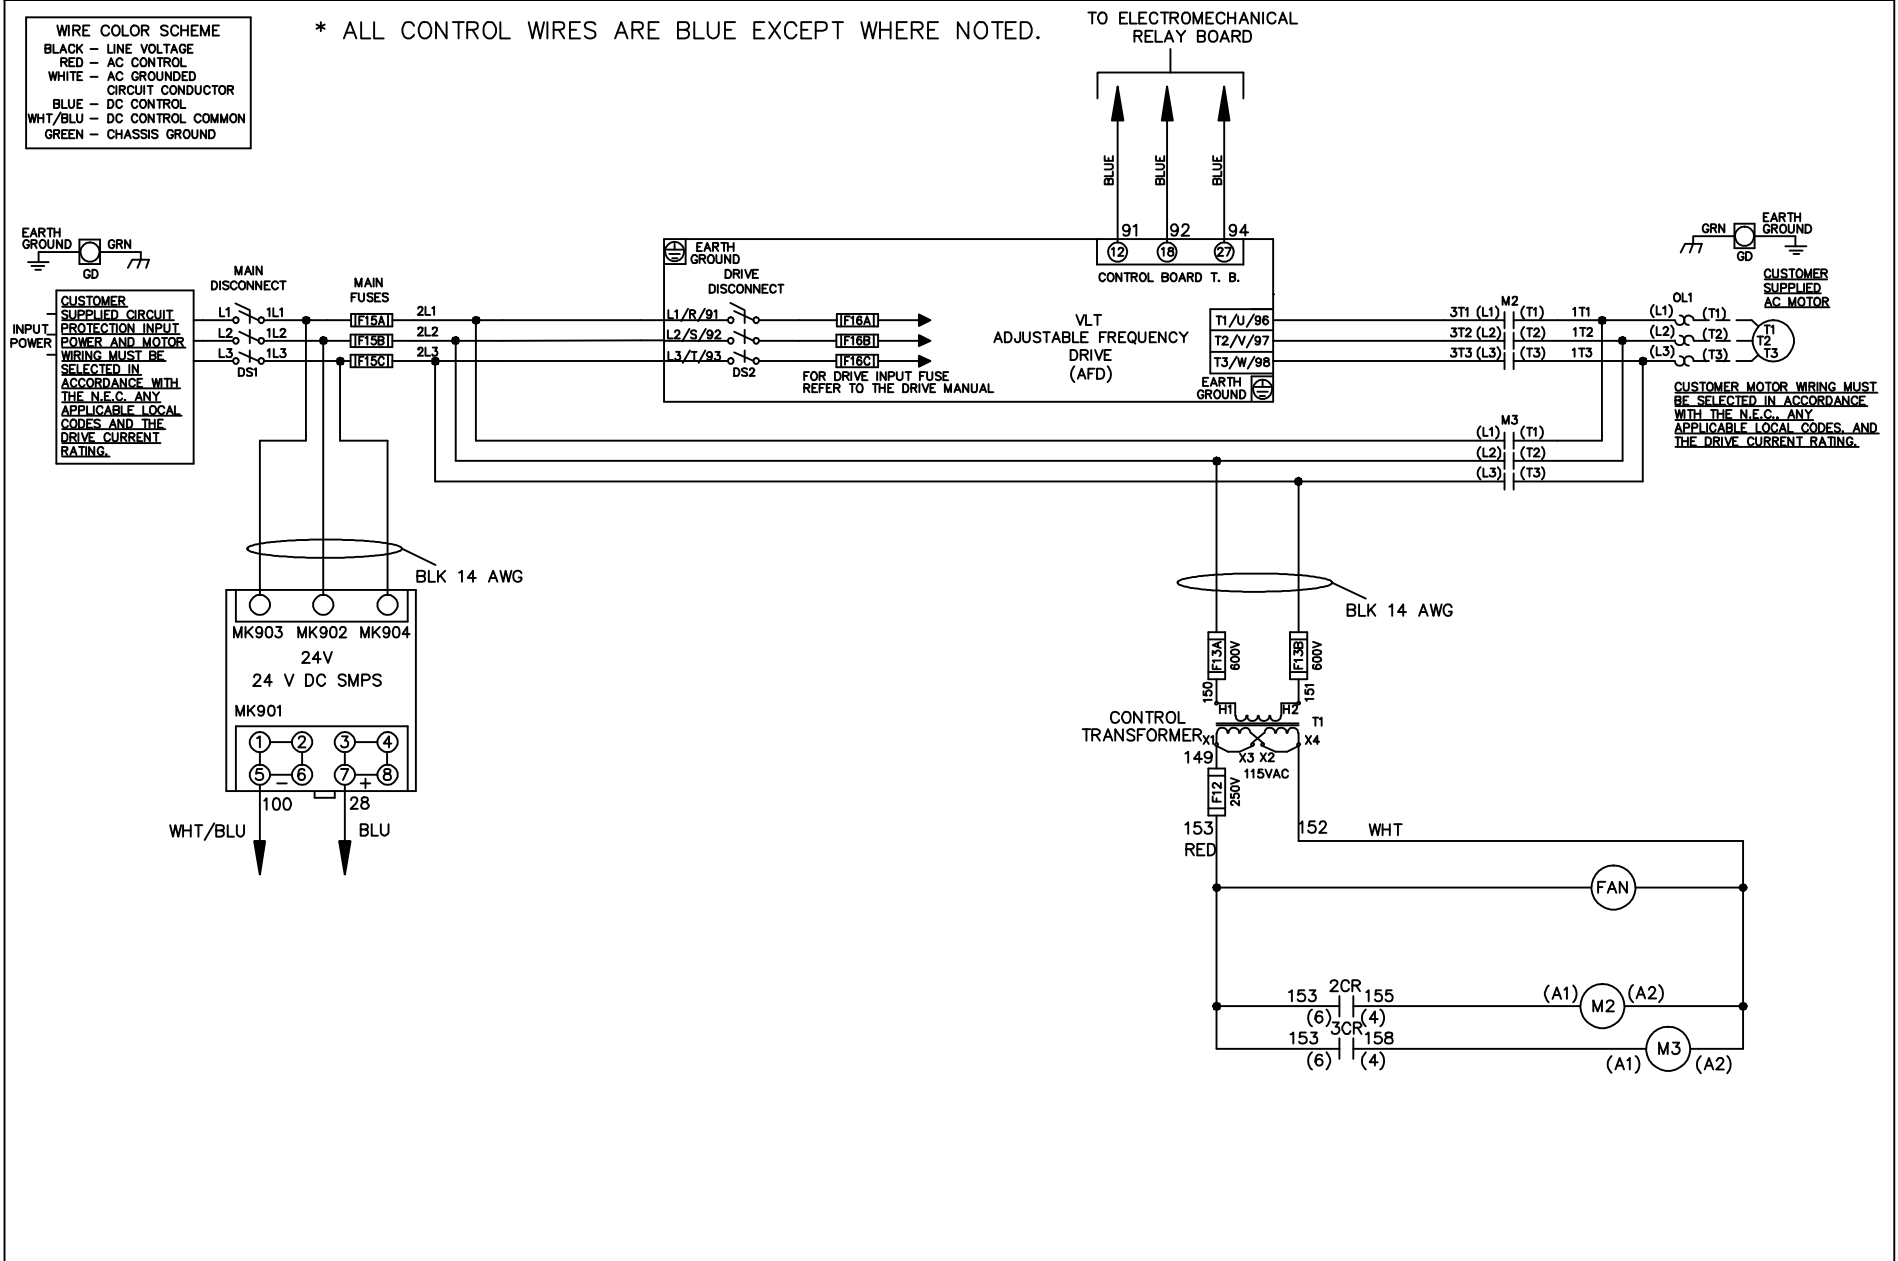 WIRE COLOR SCHEME
BLACK – LINE VOLTAGE
RED – AC CONTROL
WHITE – AC GROUNDED
CIRCUIT CONDUCTOR
BLUE – DC CONTROL
WHT/BLU – DC CONTROL COMMON
GREEN – CHASSIS GROUND
* ALL CONTROL WIRES ARE BLUE EXCEPT WHERE NOTED.
TO ELECTROMECHANICAL
RELAY BOARD
BLUE
BLUE
BLUE
91
92
94
12
18
27
CONTROL BOARD T. B.
EARTH
GROUND
GRN
GD
CUSTOMER
SUPPLIED CIRCUIT
PROTECTION INPUT
POWER AND MOTOR
WIRING MUST BE
SELECTED IN
ACCORDANCE WITH
THE N.E.C. ANY
APPLICABLE LOCAL
CODES AND THE
DRIVE CURRENT
RATING.
INPUT
POWER
MAIN
DISCONNECT
L1 1L1
L2 1L2
L3 1L3
DS1
MAIN
FUSES
F15A
F15B
F15C
2L1
2L2
2L3
EARTH
GROUND
DRIVE
DISCONNECT
L1/R/91
L2/S/92
L3/T/93
DS2
F16A
F16B
F16C
FOR DRIVE INPUT FUSE
REFER TO THE DRIVE MANUAL
VLT
ADJUSTABLE FREQUENCY
DRIVE
(AFD)
T1/U/96
T2/V/97
T3/W/98
EARTH
GROUND
M2
3T1 (L1) (T1) 1T1
3T2 (L2) (T2) 1T2
3T3 (L3) (T3) 1T3
OL1
(L1) (T1)
(L2) (T2)
(L3) (T3)
T1
T2
T3
GRN
EARTH
GROUND
GD
CUSTOMER
SUPPLIED
AC MOTOR
CUSTOMER MOTOR WIRING MUST
BE SELECTED IN ACCORDANCE
WITH THE N.E.C., ANY
APPLICABLE LOCAL CODES, AND
THE DRIVE CURRENT RATING.
M3
(L1) (T1)
(L2) (T2)
(L3) (T3)
BLK 14 AWG
MK903 MK902 MK904
24V
24 V DC SMPS
MK901
1 2 3 4
5 – 6 7 + 8
100 28
WHT/BLU BLU
BLK 14 AWG
F13A 600V
F13B 600V
150
151
H1 H2
T1
CONTROL
TRANSFORMER
X1
X4
X3 X2
115VAC
149
F12 250V
153
RED
152 WHT
FAN
153 2CR 155
(6) (4)
(A1) M2 (A2)
153 3CR 158
(6) (4)
(A1) M3 (A2)